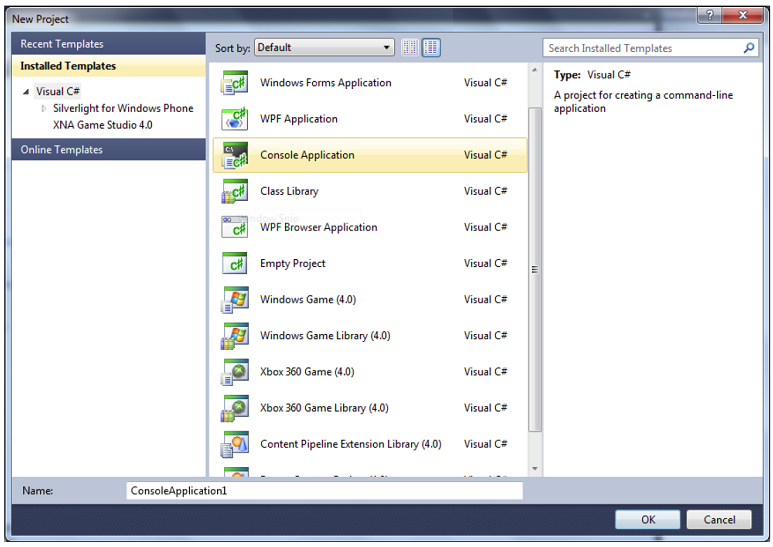 New Project
Recent Templates
Installed Templates
Visual C#
Silverlight for Windows Phone
XNA Game Studio 4.0
Online Templates
Sort by: Default
Search Installed Templates
Windows Forms Application Visual C#
WPF Application Visual C#
Console Application Visual C#
Class Library Visual C#
WPF Browser Application Visual C#
Empty Project Visual C#
Windows Game (4.0) Visual C#
Windows Game Library (4.0) Visual C#
Xbox 360 Game (4.0) Visual C#
Xbox 360 Game Library (4.0) Visual C#
Content Pipeline Extension Library (4.0) Visual C#
Type: Visual C#
A project for creating a command-line
application
Name: ConsoleApplication1
OK Cancel